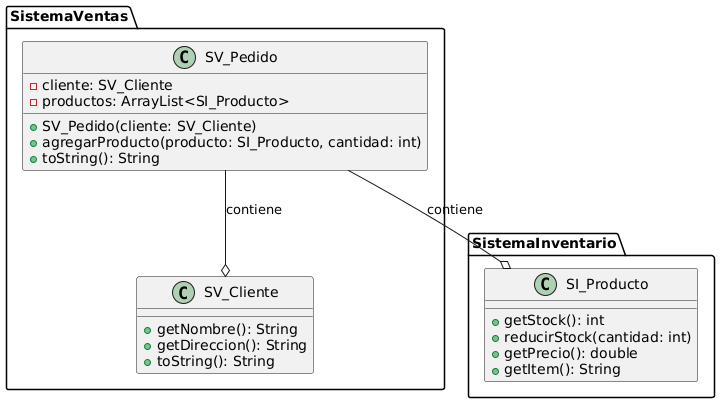 SistemaVentas
C SV_Pedido
cliente: SV_Cliente
productos: ArrayList<SI_Producto>
SV_Pedido(cliente: SV_Cliente)
agregarProducto(producto: SI_Producto, cantidad: int)
toString(): String
contiene
contiene
SistemaInventario
C SV_Cliente
getNombre(): String
getDireccion(): String
toString(): String
C SI_Producto
getStock(): int
reducirStock(cantidad: int)
getPrecio(): double
getItem(): String